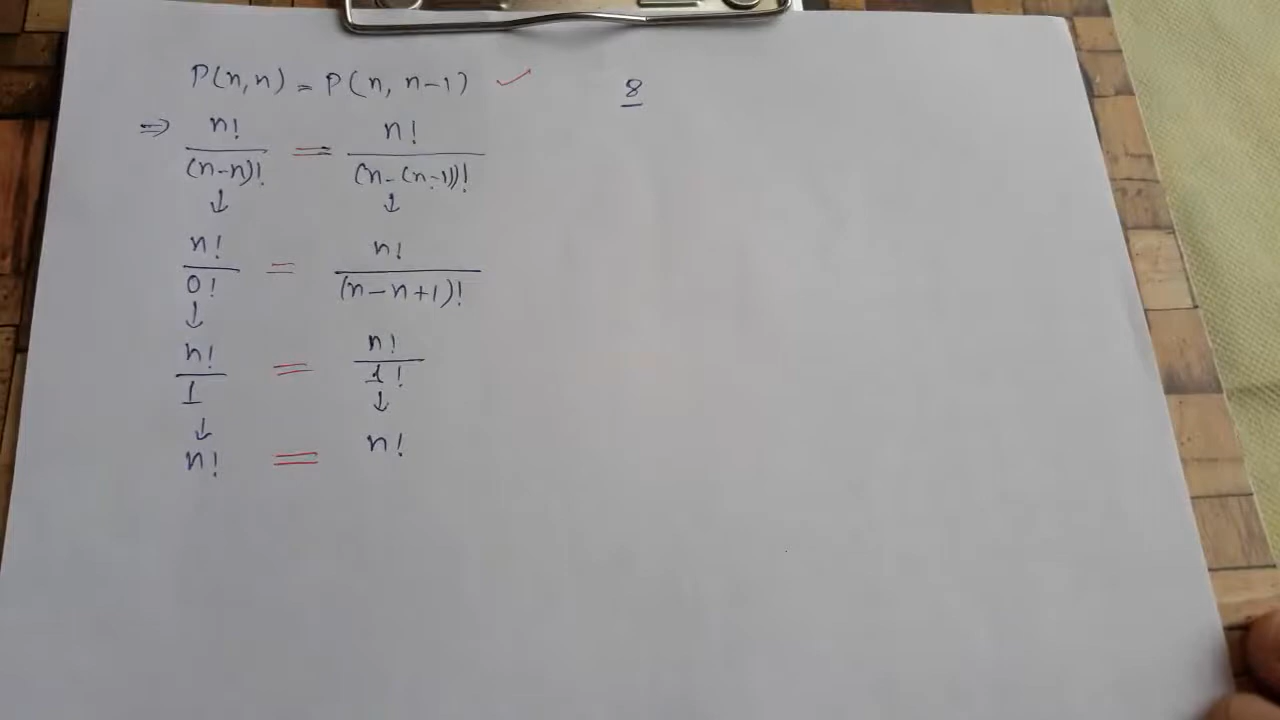 P(n,n) = P(n, n-1) ✓
8
⇒ n! / (n-n)! = n! / (n-(n-1))!
↓ ↓
n! / 0! = n! / (n-n+1)!
↓
n! / 1 = n! / 1!
↓ ↓
n! = n!